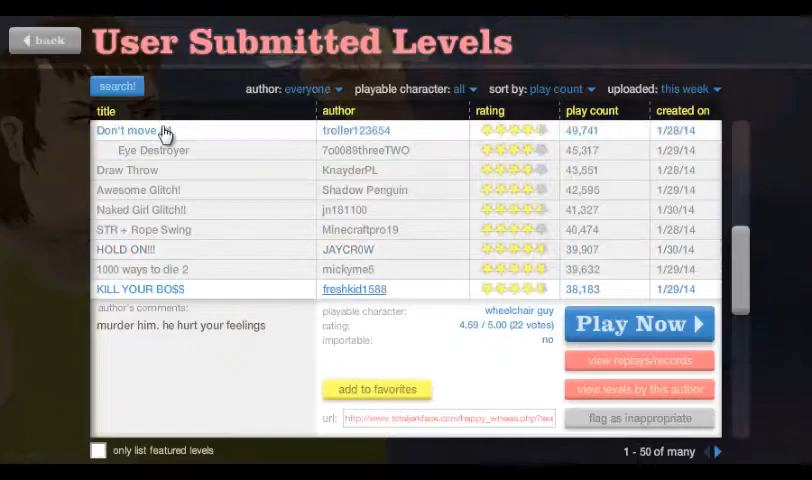 back
User Submitted Levels
search!
author: everyone playable character: all sort by: play count uploaded: this week
title author rating play count created on
Don't move troller123654 49,741 1/28/14
Eye Destroyer 7o0089threeTWO 45,317 1/29/14
Draw Throw KnayderPL 43,551 1/29/14
Awesome Glitch! Shadow Penguin 42,595 1/29/14
Naked Girl Glitch!! jn181100 41,327 1/30/14
STR + Rope Swing Minecraftpro19 40,474 1/28/14
HOLD ON!!! JAYCR0W 39,907 1/30/14
1000 ways to die 2 mickyme5 39,632 1/29/14
KILL YOUR BO$$ freshkid1588 38,183 1/29/14
author's comments:
murder him. he hurt your feelings
playable character: wheelchair guy
rating: 4.59 / 5.00 (22 votes)
importable: no
Play Now
view replays/records
add to favorites
view levels by this author
url: http://www.totaljerkface.com/happy_wheels.php?
flag as inappropriate
only list featured levels
1 - 50 of many